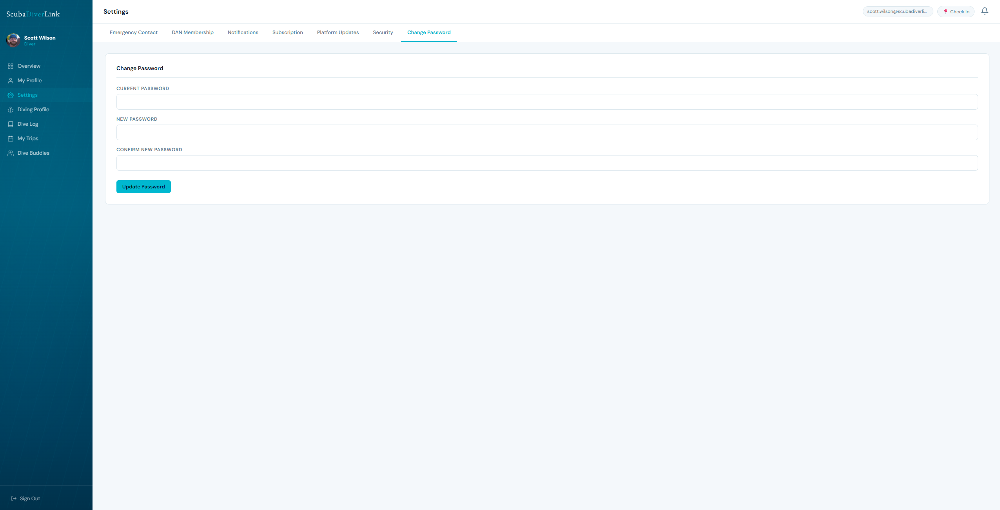 ScubaDiverLink
Scott Wilson
Diver
Overview
My Profile
Settings
Diving Profile
Dive Log
My Trips
Dive Buddies
Sign Out
Settings
scott.wilson@scubadiverli...
Check In
Emergency Contact
DAN Membership
Notifications
Subscription
Platform Updates
Security
Change Password
Change Password
CURRENT PASSWORD
NEW PASSWORD
CONFIRM NEW PASSWORD
Update Password